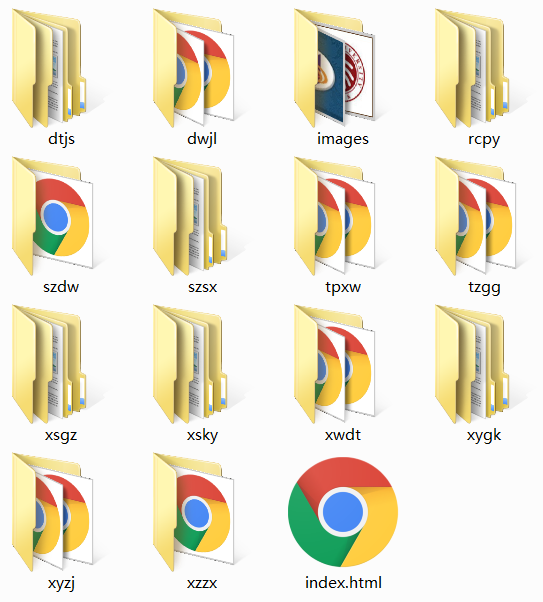 dtjs
dwjl
images
rcpy
szdw
szsx
tpxw
tzgg
xsgz
xsky
xwdt
xygk
xyzj
xzzx
index.html